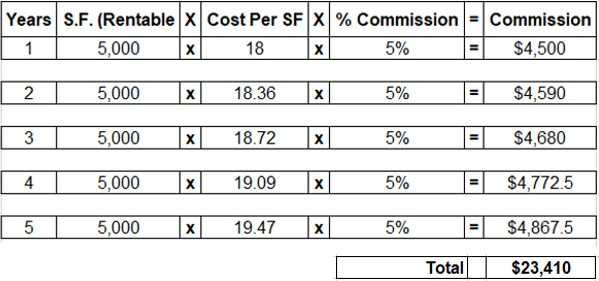 Years S.F. (Rentable X Cost Per SF X % Commission = Commission
1 5,000 x 18 x 5% = $4,500
2 5,000 x 18.36 x 5% = $4,590
3 5,000 x 18.72 x 5% = $4,680
4 5,000 x 19.09 x 5% = $4,772.5
5 5,000 x 19.47 x 5% = $4,867.5
Total $23,410